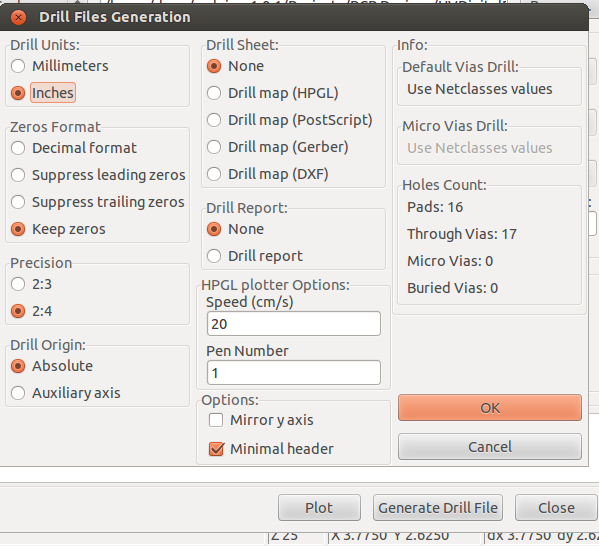 Drill Files Generation
Drill Units:
Millimeters
Inches
Zeros Format
Decimal format
Suppress leading zeros
Suppress trailing zeros
Keep zeros
Precision
2:3
2:4
Drill Origin:
Absolute
Auxiliary axis
Drill Sheet:
None
Drill map (HPGL)
Drill map (PostScript)
Drill map (Gerber)
Drill map (DXF)
Drill Report:
None
Drill report
HPGL plotter Options:
Speed (cm/s)
20
Pen Number
1
Options:
Mirror y axis
Minimal header
Info:
Default Vias Drill:
Use Netclasses values
Micro Vias Drill:
Use Netclasses values
Holes Count:
Pads: 16
Through Vias: 17
Micro Vias: 0
Buried Vias: 0
OK
Cancel
Plot
Generate Drill File
Close
Z 25
X 3.7750 Y 2.6250
dx 3.7750 dy 2.62